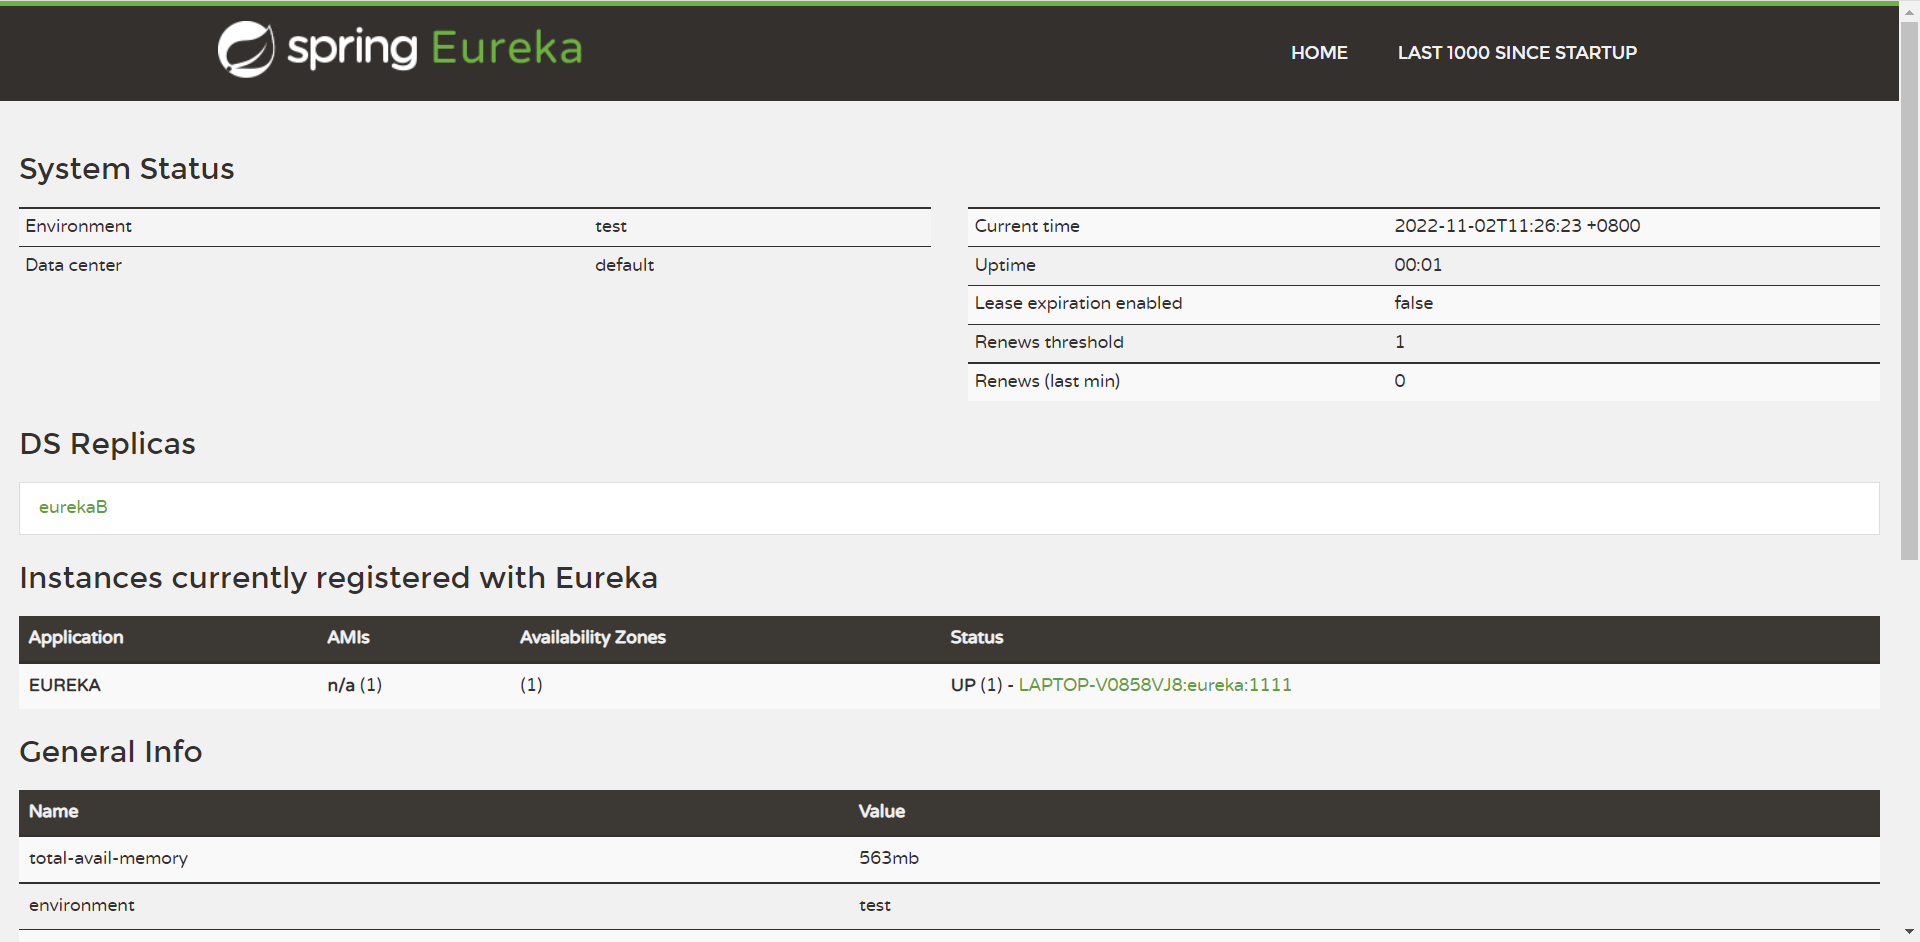 spring Eureka
HOME LAST 1000 SINCE STARTUP
System Status
Environment test
Data center default
Current time 2022-11-02T11:26:23 +0800
Uptime 00:01
Lease expiration enabled false
Renews threshold 1
Renews (last min) 0
DS Replicas
eurekaB
Instances currently registered with Eureka
Application AMIs Availability Zones Status
EUREKA n/a (1) (1) UP (1) - LAPTOP-V0858VJ8:eureka:1111
General Info
Name Value
total-avail-memory 563mb
environment test